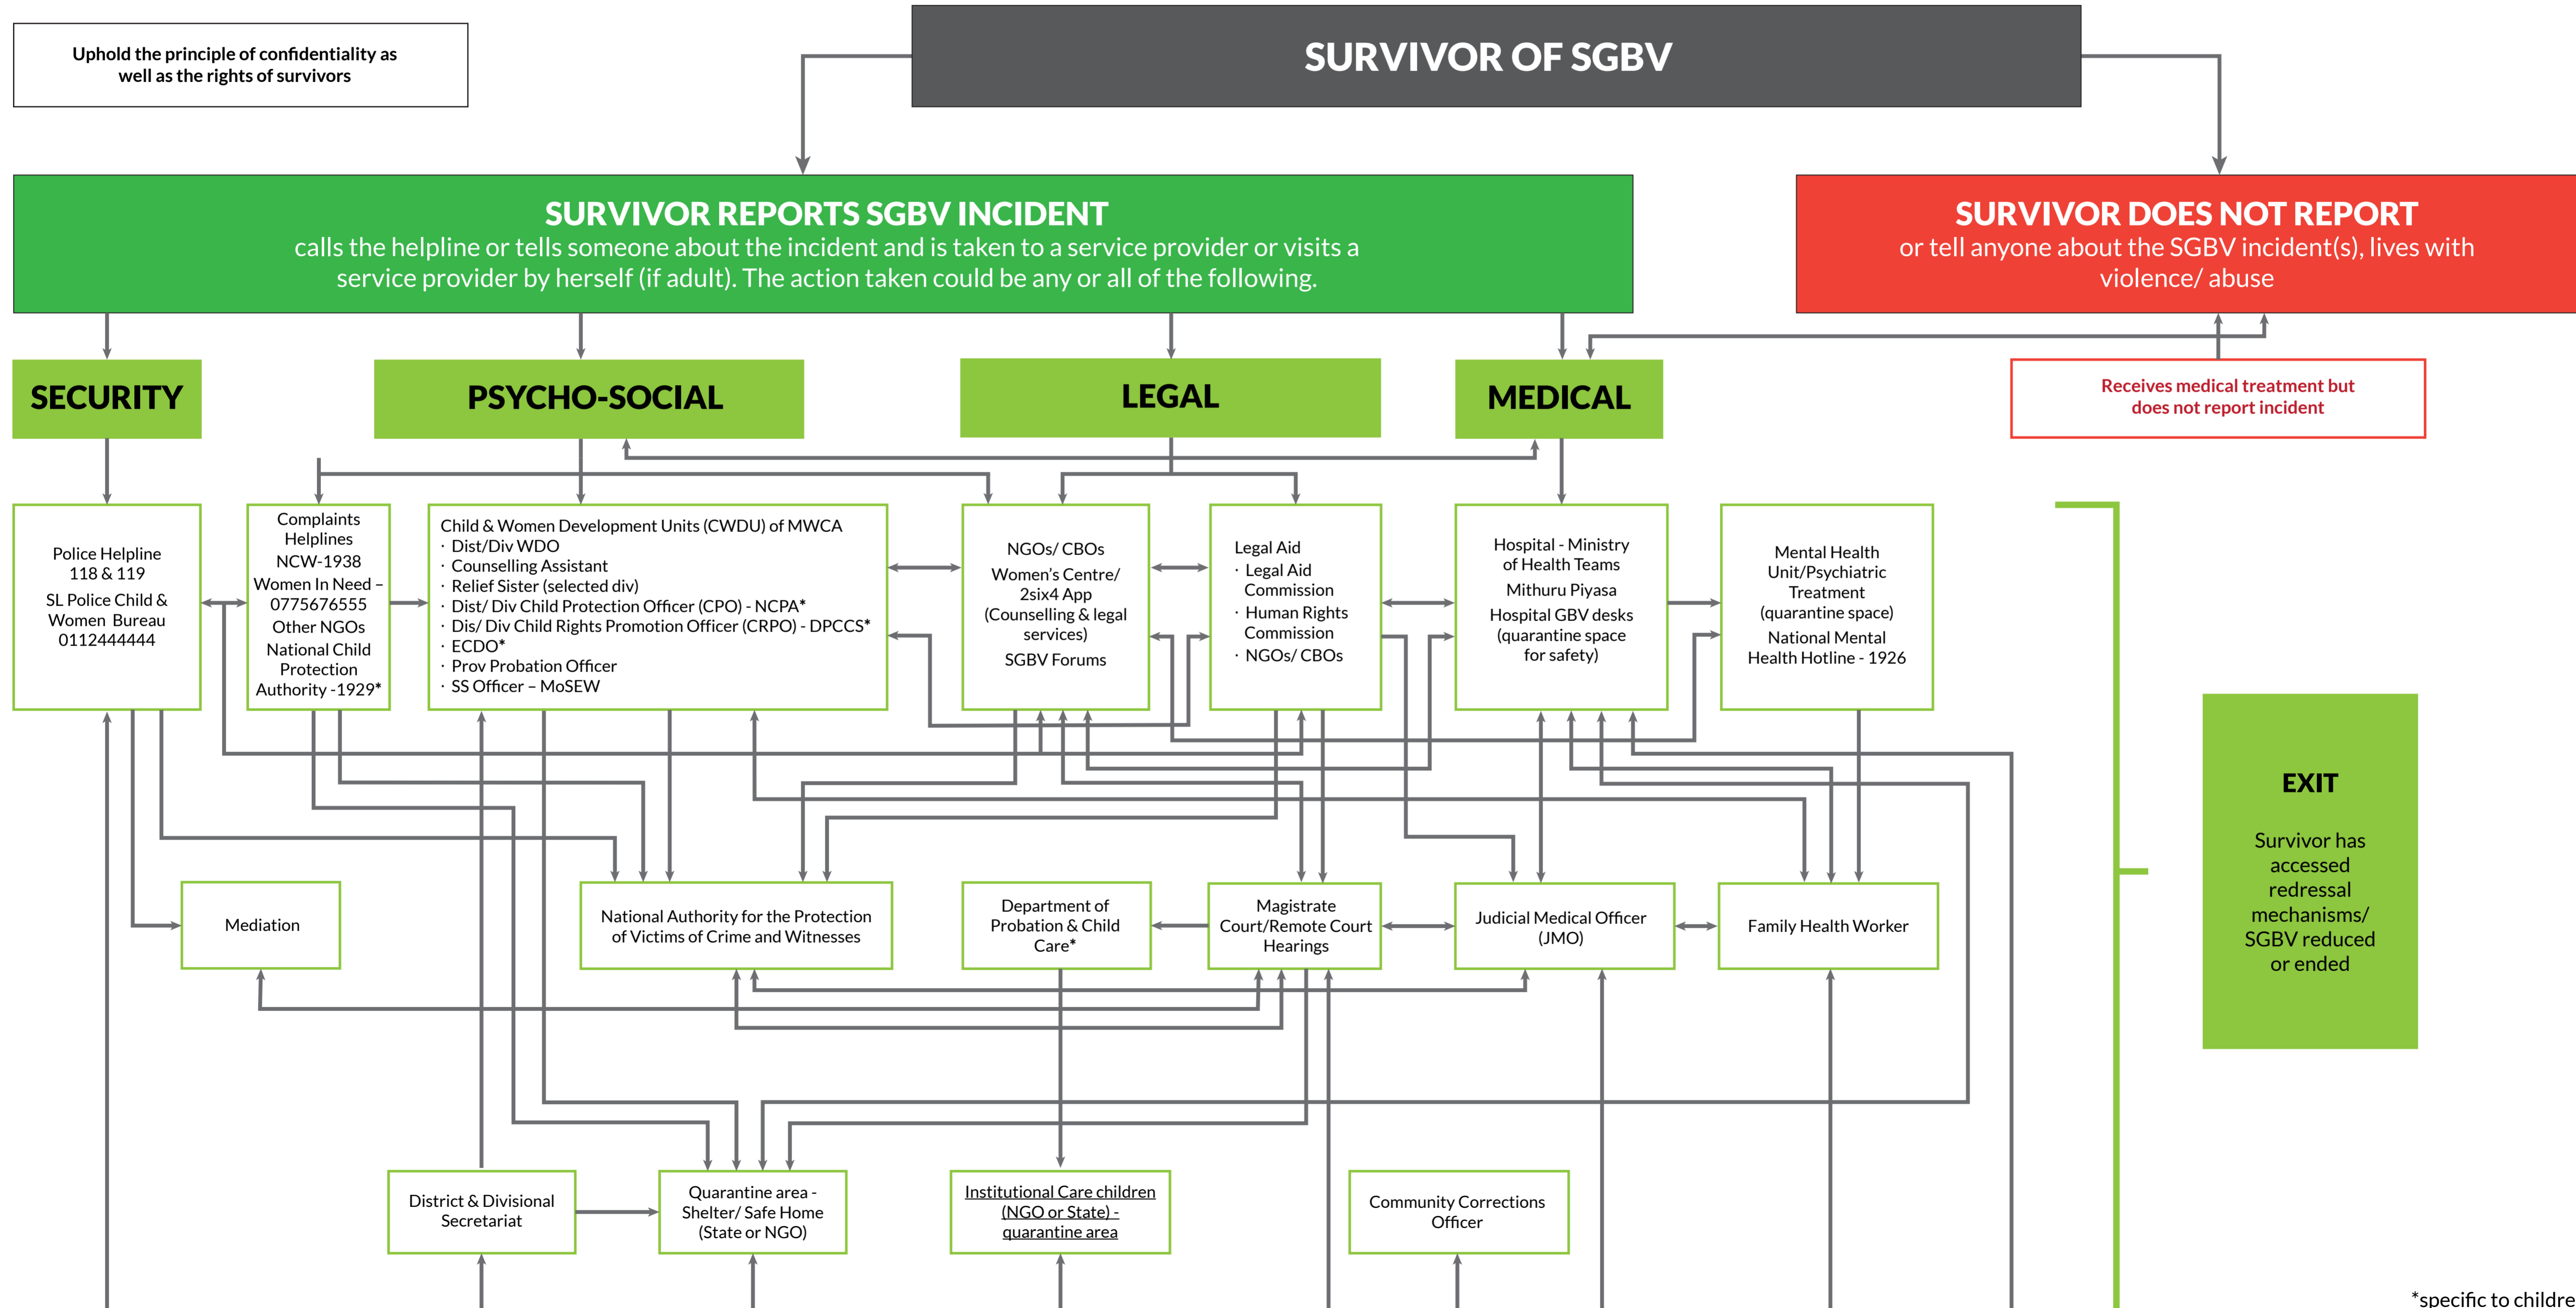 Uphold the principle of confidentiality as
well as the rights of survivors
SURVIVOR OF SGBV
SURVIVOR REPORTS SGBV INCIDENT
calls the helpline or tells someone about the incident and is taken to a service provider or visits a
service provider by herself (if adult). The action taken could be any or all of the following.
SURVIVOR DOES NOT REPORT
or tell anyone about the SGBV incident(s), lives with
violence/ abuse
SECURITY
PSYCHO-SOCIAL
LEGAL
MEDICAL
Receives medical treatment but
does not report incident
Police Helpline
118 & 119
SL Police Child &
Women Bureau
0112444444
Complaints
Helplines
NCW-1938
Women In Need –
0775676555
Other NGOs
National Child
Protection
Authority -1929*
Child & Women Development Units (CWDU) of MWCA
· Dist/Div WDO
· Counselling Assistant
· Relief Sister (selected div)
· Dist/ Div Child Protection Officer (CPO) - NCPA*
· Dis/ Div Child Rights Promotion Officer (CRPO) - DPCCS*
· ECDO*
· Prov Probation Officer
· SS Officer – MoSEW
NGOs/ CBOs
Women's Centre/
2six4 App
(Counselling & legal
services)
SGBV Forums
Legal Aid
· Legal Aid
Commission
· Human Rights
Commission
· NGOs/ CBOs
Hospital - Ministry
of Health Teams
Mithuru Piyasa
Hospital GBV desks
(quarantine space
for safety)
Mental Health
Unit/Psychiatric
Treatment
(quarantine space)
National Mental
Health Hotline - 1926
EXIT
Survivor has
accessed
redressal
mechanisms/
SGBV reduced
or ended
Mediation
National Authority for the Protection
of Victims of Crime and Witnesses
Department of
Probation & Child
Care*
Magistrate
Court/Remote Court
Hearings
Judicial Medical Officer
(JMO)
Family Health Worker
District & Divisional
Secretariat
Quarantine area -
Shelter/ Safe Home
(State or NGO)
Institutional Care children
(NGO or State) -
quarantine area
Community Corrections
Officer
*specific to childre